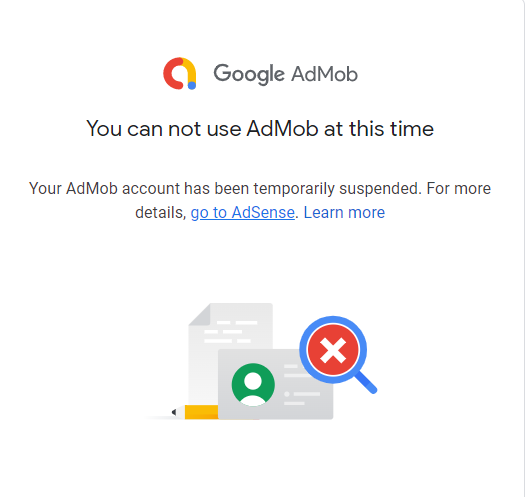 Google AdMob
You can not use AdMob at this time
Your AdMob account has been temporarily suspended. For more
details, go to AdSense. Learn more